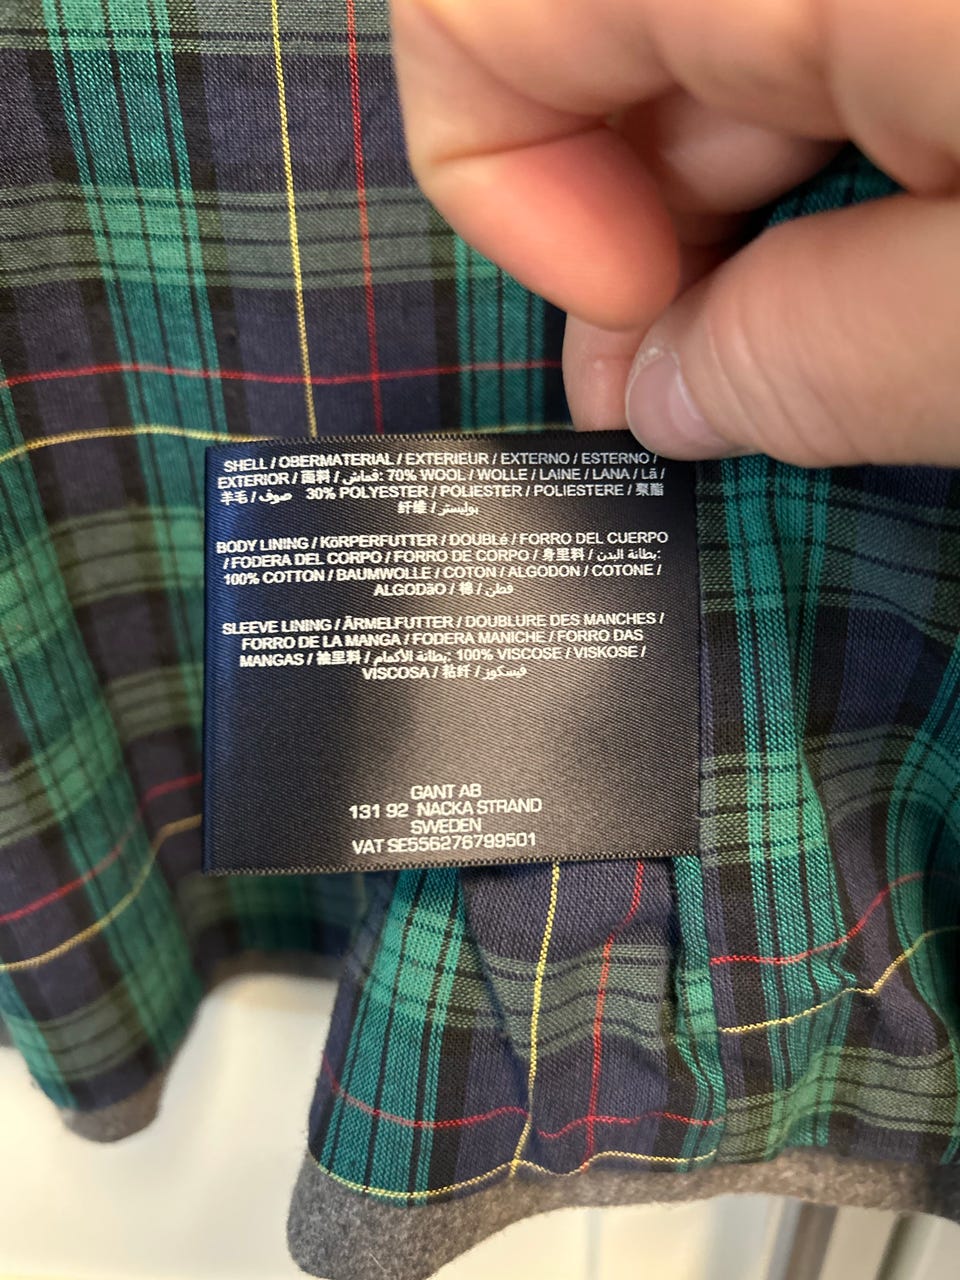 SHELL / OBERMATERIAL / EXTERIEUR / EXTERNO / ESTERNO /
EXTERIOR / 面料 / قماش: 70% WOOL / WOLLE / LAINE / LANA / Lã /
羊毛 / صوف 30% POLYESTER / POLIESTER / POLIESTERE / 聚酯
纤维 / بوليستر
BODY LINING / KöRPERFUTTER / DOUBLé / FORRO DEL CUERPO
/ FODERA DEL CORPO / FORRO DE CORPO / 身里料 / بطانة البدن:
100% COTTON / BAUMWOLLE / COTON / ALGODON / COTONE /
ALGODãO / 棉 / قطن
SLEEVE LINING / ÄRMELFUTTER / DOUBLURE DES MANCHES /
FORRO DE LA MANGA / FODERA MANICHE / FORRO DAS
MANGAS / 袖里料 / بطانة الأكمام: 100% VISCOSE / VISKOSE /
VISCOSA / 粘纤 / فيسكوز
GANT AB
131 92 NACKA STRAND
SWEDEN
VAT SE556276799501